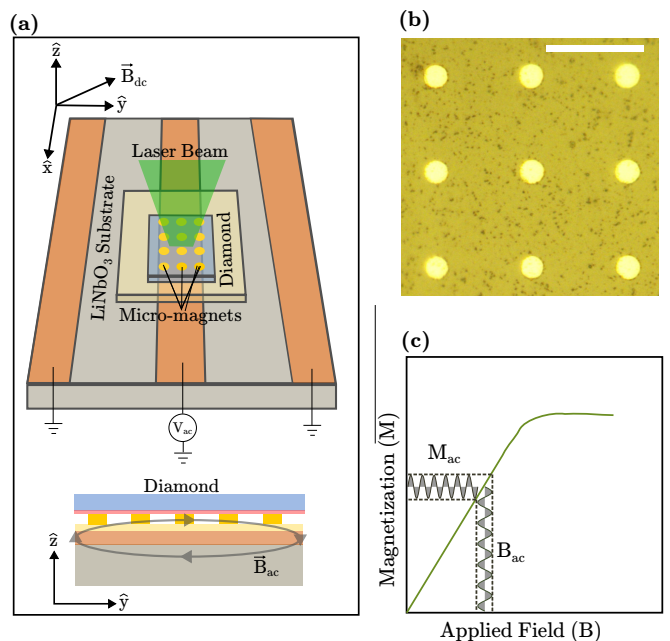 (a)
ẑ
B⃗dc
ŷ
x̂
Laser Beam
LiNbO3 Substrate
Diamond
Micro-magnets
Vac
Diamond
ẑ
B⃗ac
ŷ
(b)
(c)
Magnetization (M)
Mac
Bac
Applied Field (B)